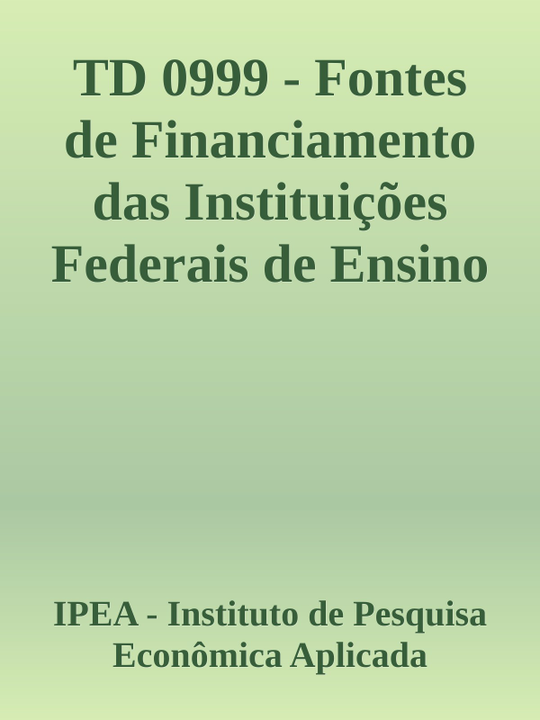 TD 0999 - Fontes
de Financiamento
das Instituições
Federais de Ensino
IPEA - Instituto de Pesquisa
Econômica Aplicada